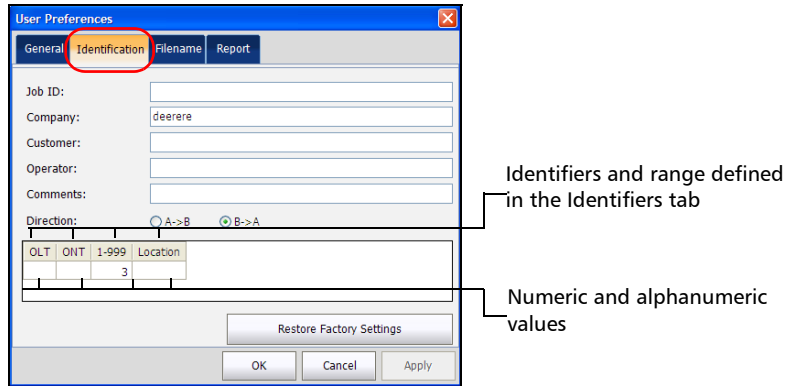 User Preferences
General Identification Filename Report
Job ID:
Company: deerere
Customer:
Operator:
Comments:
Direction: A->B B->A
OLT ONT 1-999 Location
3
Restore Factory Settings
OK Cancel Apply
Identifiers and range defined
in the Identifiers tab
Numeric and alphanumeric
values